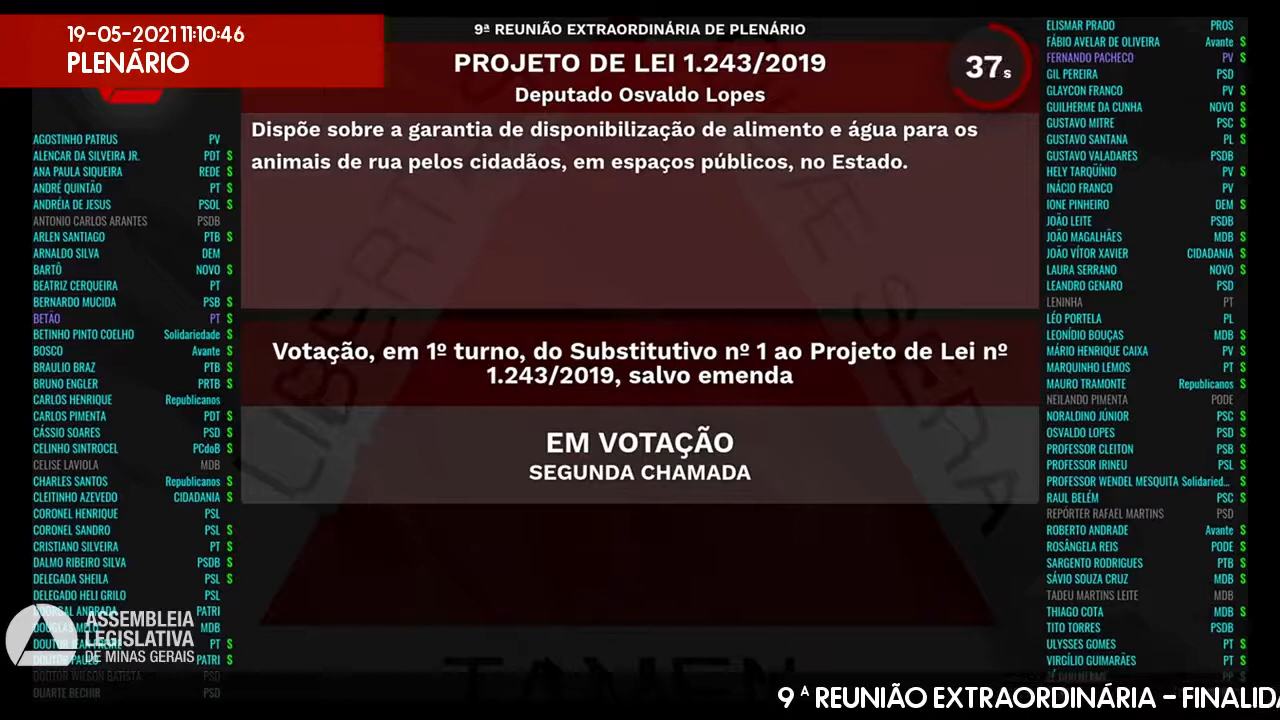 19-05-2021 11:10:46
PLENÁRIO
9ª REUNIÃO EXTRAORDINÁRIA DE PLENÁRIO
PROJETO DE LEI 1.243/2019
Deputado Osvaldo Lopes
37s
Dispõe sobre a garantia de disponibilização de alimento e água para os
animais de rua pelos cidadãos, em espaços públicos, no Estado.
Votação, em 1º turno, do Substitutivo nº 1 ao Projeto de Lei nº
1.243/2019, salvo emenda
EM VOTAÇÃO
SEGUNDA CHAMADA
AGOSTINHO PATRUS PV
ALENCAR DA SILVEIRA JR. PDT S
ANA PAULA SIQUEIRA REDE S
ANDRÉ QUINTÃO PT S
ANDRÉIA DE JESUS PSOL S
ANTONIO CARLOS ARANTES PSDB
ARLEN SANTIAGO PTB S
ARNALDO SILVA DEM
BARTÔ NOVO S
BEATRIZ CERQUEIRA PT
BERNARDO MUCIDA PSB S
BETÃO PT S
BETINHO PINTO COELHO Solidariedade S
BOSCO Avante S
BRAULIO BRAZ PTB S
BRUNO ENGLER PRTB S
CARLOS HENRIQUE Republicanos
CARLOS PIMENTA PDT S
CÁSSIO SOARES PSD S
CELINHO SINTROCEL PCdoB S
CELISE LAVIOLA MDB
CHARLES SANTOS Republicanos S
CLEITINHO AZEVEDO CIDADANIA S
CORONEL HENRIQUE PSL
CORONEL SANDRO PSL S
CRISTIANO SILVEIRA PT S
DALMO RIBEIRO SILVA PSDB S
DELEGADA SHEILA PSL S
DELEGADO HELI GRILO PSL
DOORGAL ANDRADA PATRI
DOUGLAS MELO MDB
DOUTOR JEAN FREIRE PT S
DOUTOR PAULO PATRI S
DOUTOR WILSON BATISTA PSD
DUARTE BECHIR PSD
ASSEMBLEIA
LEGISLATIVA
DE MINAS GERAIS
ELISMAR PRADO PROS
FÁBIO AVELAR DE OLIVEIRA Avante S
FERNANDO PACHECO PV S
GIL PEREIRA PSD
GLAYCON FRANCO PV S
GUILHERME DA CUNHA NOVO S
GUSTAVO MITRE PSC S
GUSTAVO SANTANA PL S
GUSTAVO VALADARES PSDB
HELY TARQÜÍNIO PV S
INÁCIO FRANCO PV
IONE PINHEIRO DEM S
JOÃO LEITE PSDB
JOÃO MAGALHÃES MDB S
JOÃO VÍTOR XAVIER CIDADANIA S
LAURA SERRANO NOVO S
LEANDRO GENARO PSD
LENINHA PT
LÉO PORTELA PL
LEONÍDIO BOUÇAS MDB S
MÁRIO HENRIQUE CAIXA PV S
MARQUINHO LEMOS PT S
MAURO TRAMONTE Republicanos S
NEILANDO PIMENTA PODE
NORALDINO JÚNIOR PSC S
OSVALDO LOPES PSD S
PROFESSOR CLEITON PSB S
PROFESSOR IRINEU PSL S
PROFESSOR WENDEL MESQUITA Solidaried... S
RAUL BELÉM PSC S
REPÓRTER RAFAEL MARTINS PSD
ROBERTO ANDRADE Avante S
ROSÂNGELA REIS PODE S
SARGENTO RODRIGUES PTB S
SÁVIO SOUZA CRUZ MDB S
TADEU MARTINS LEITE MDB
THIAGO COTA MDB S
TITO TORRES PSDB
ULYSSES GOMES PT S
VIRGÍLIO GUIMARÃES PT S
9 ª REUNIÃO EXTRAORDINÁRIA - FINALIDA